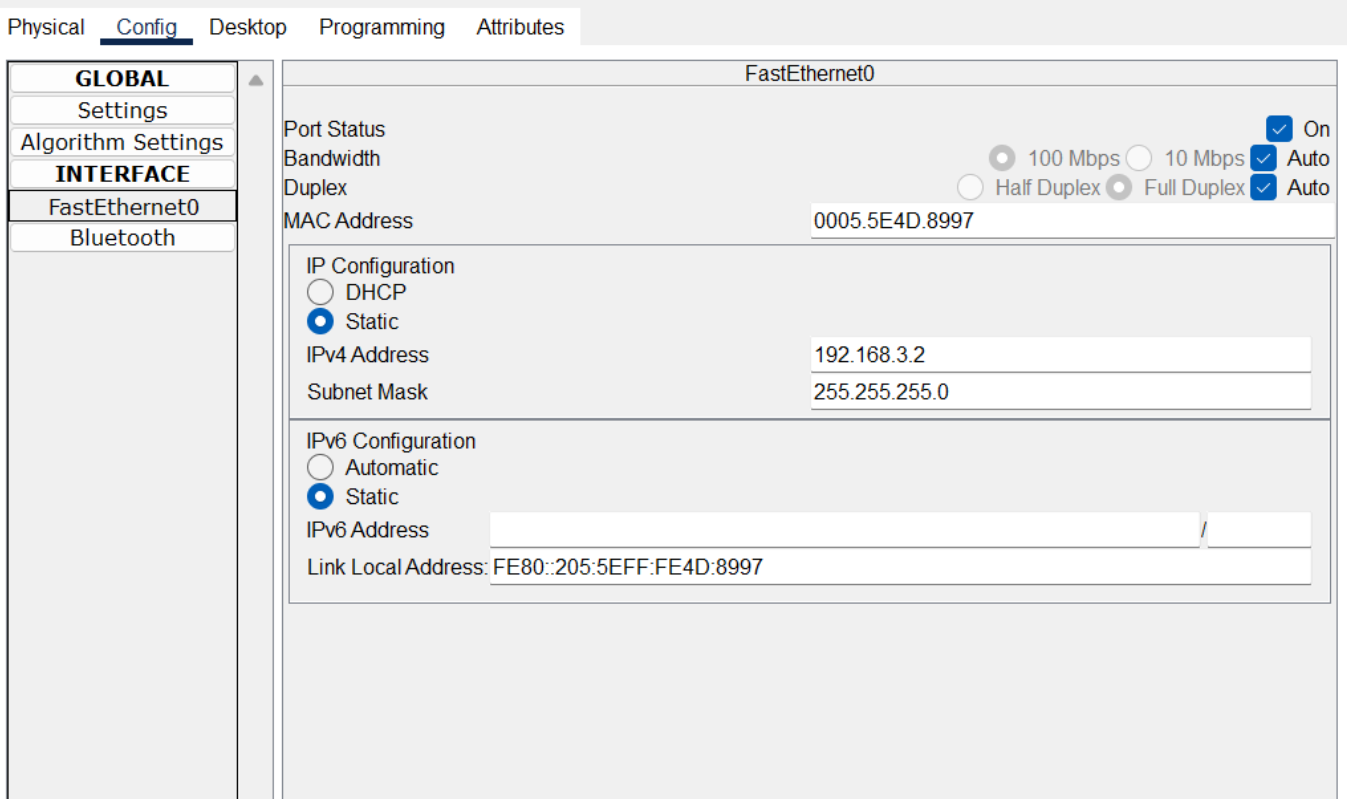 Physical Config Desktop Programming Attributes
GLOBAL
Settings
Algorithm Settings
INTERFACE
FastEthernet0
Bluetooth
FastEthernet0
Port Status On
Bandwidth 100 Mbps 10 Mbps Auto
Duplex Half Duplex Full Duplex Auto
MAC Address 0005.5E4D.8997
IP Configuration
DHCP
Static
IPv4 Address 192.168.3.2
Subnet Mask 255.255.255.0
IPv6 Configuration
Automatic
Static
IPv6 Address /
Link Local Address: FE80::205:5EFF:FE4D:8997